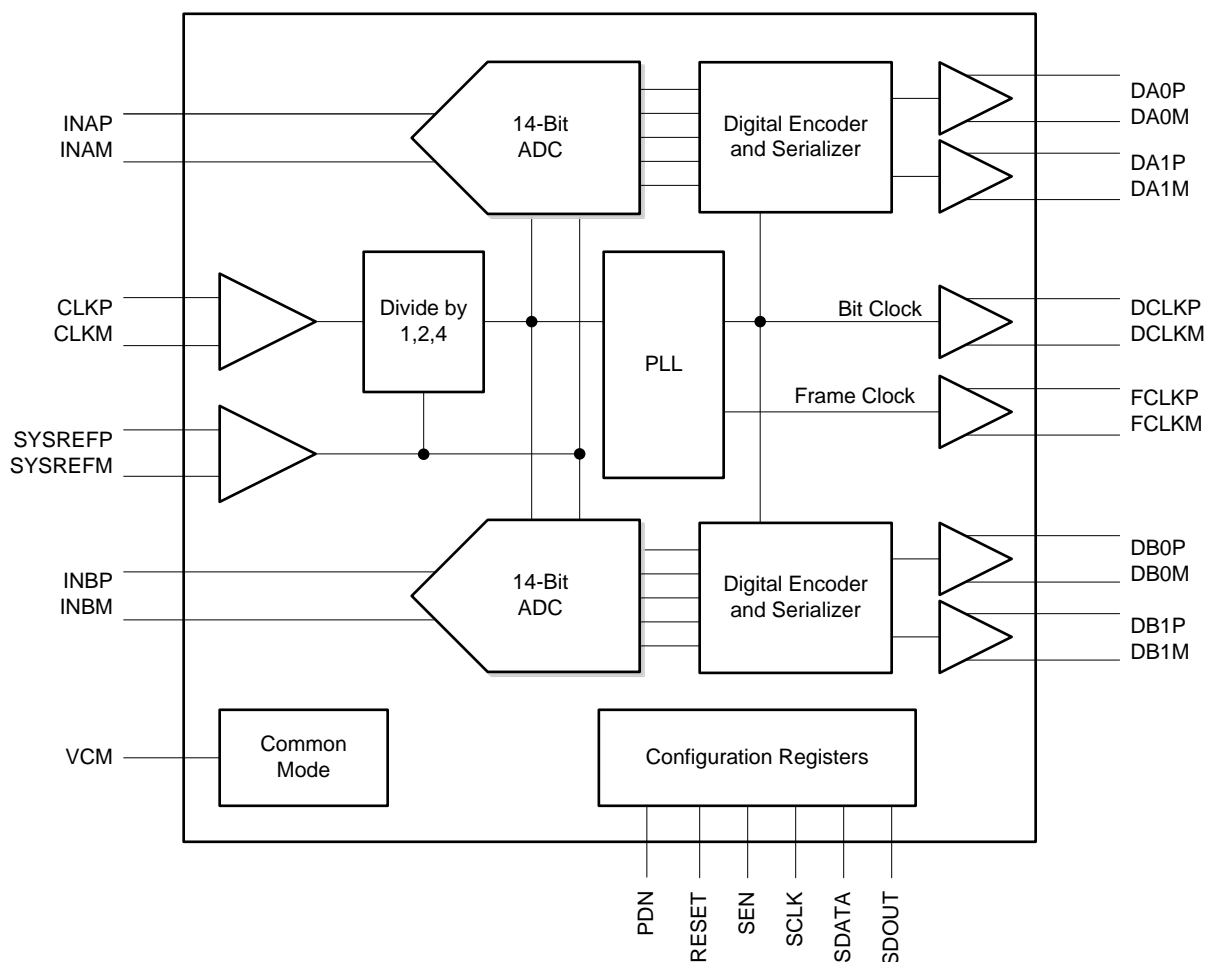 INAP
INAM
14-Bit
ADC
Digital Encoder
and Serializer
DA0P
DA0M
DA1P
DA1M
CLKP
CLKM
Divide by
1,2,4
PLL
Bit Clock
DCLKP
DCLKM
Frame Clock
FCLKP
FCLKM
SYSREFP
SYSREFM
INBP
INBM
14-Bit
ADC
Digital Encoder
and Serializer
DB0P
DB0M
DB1P
DB1M
VCM
Common
Mode
Configuration Registers
PDN
RESET
SEN
SCLK
SDATA
SDOUT